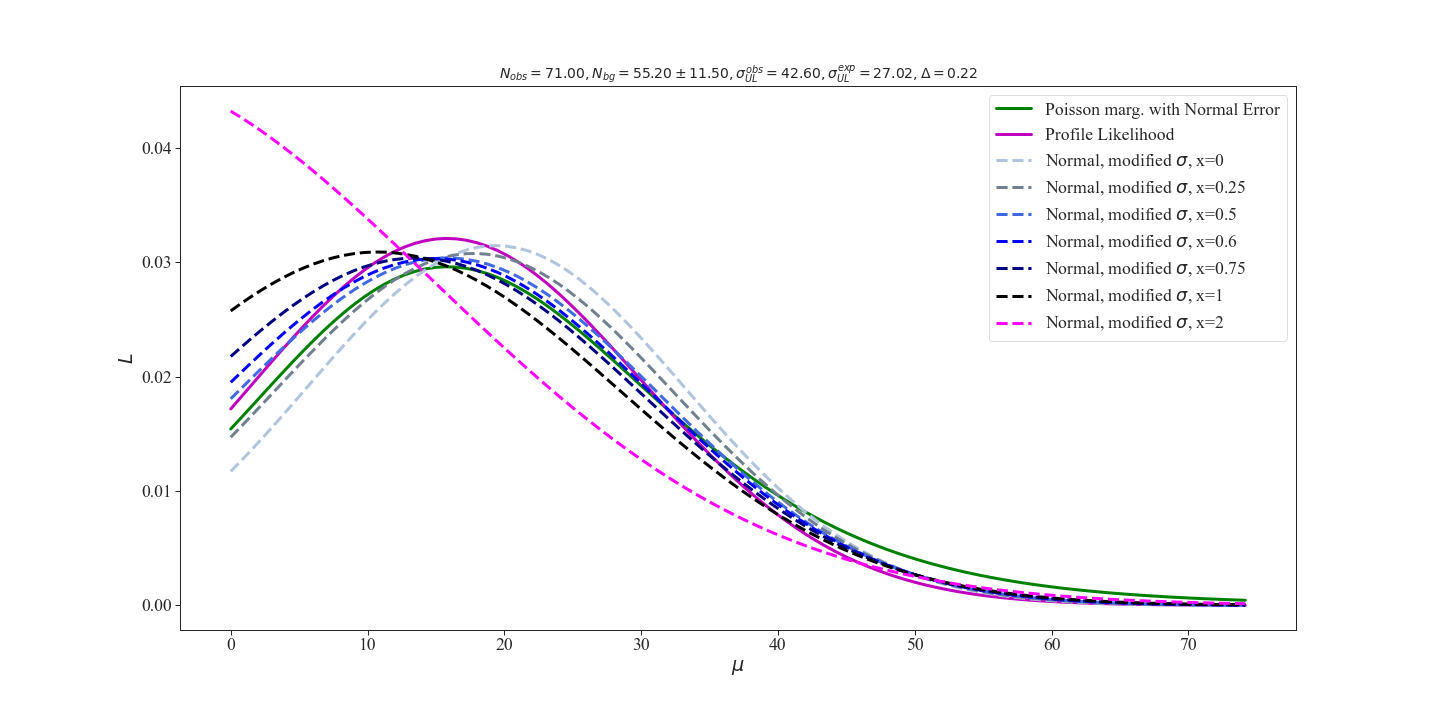 N_obs = 71.00, N_bg = 55.20 ± 11.50, σ_UL^obs = 42.60, σ_UL^exp = 27.02, Δ = 0.22
Poisson marg. with Normal Error
Profile Likelihood
Normal, modified σ, x=0
Normal, modified σ, x=0.25
Normal, modified σ, x=0.5
Normal, modified σ, x=0.6
Normal, modified σ, x=0.75
Normal, modified σ, x=1
Normal, modified σ, x=2
L
0.04
0.03
0.02
0.01
0.00
0 10 20 30 40 50 60 70
μ